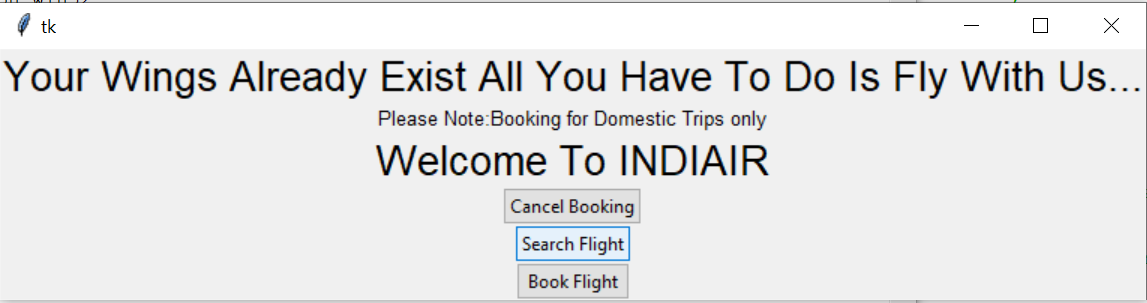 tk
Your Wings Already Exist All You Have To Do Is Fly With Us...
Please Note:Booking for Domestic Trips only
Welcome To INDIAIR
Cancel Booking
Search Flight
Book Flight